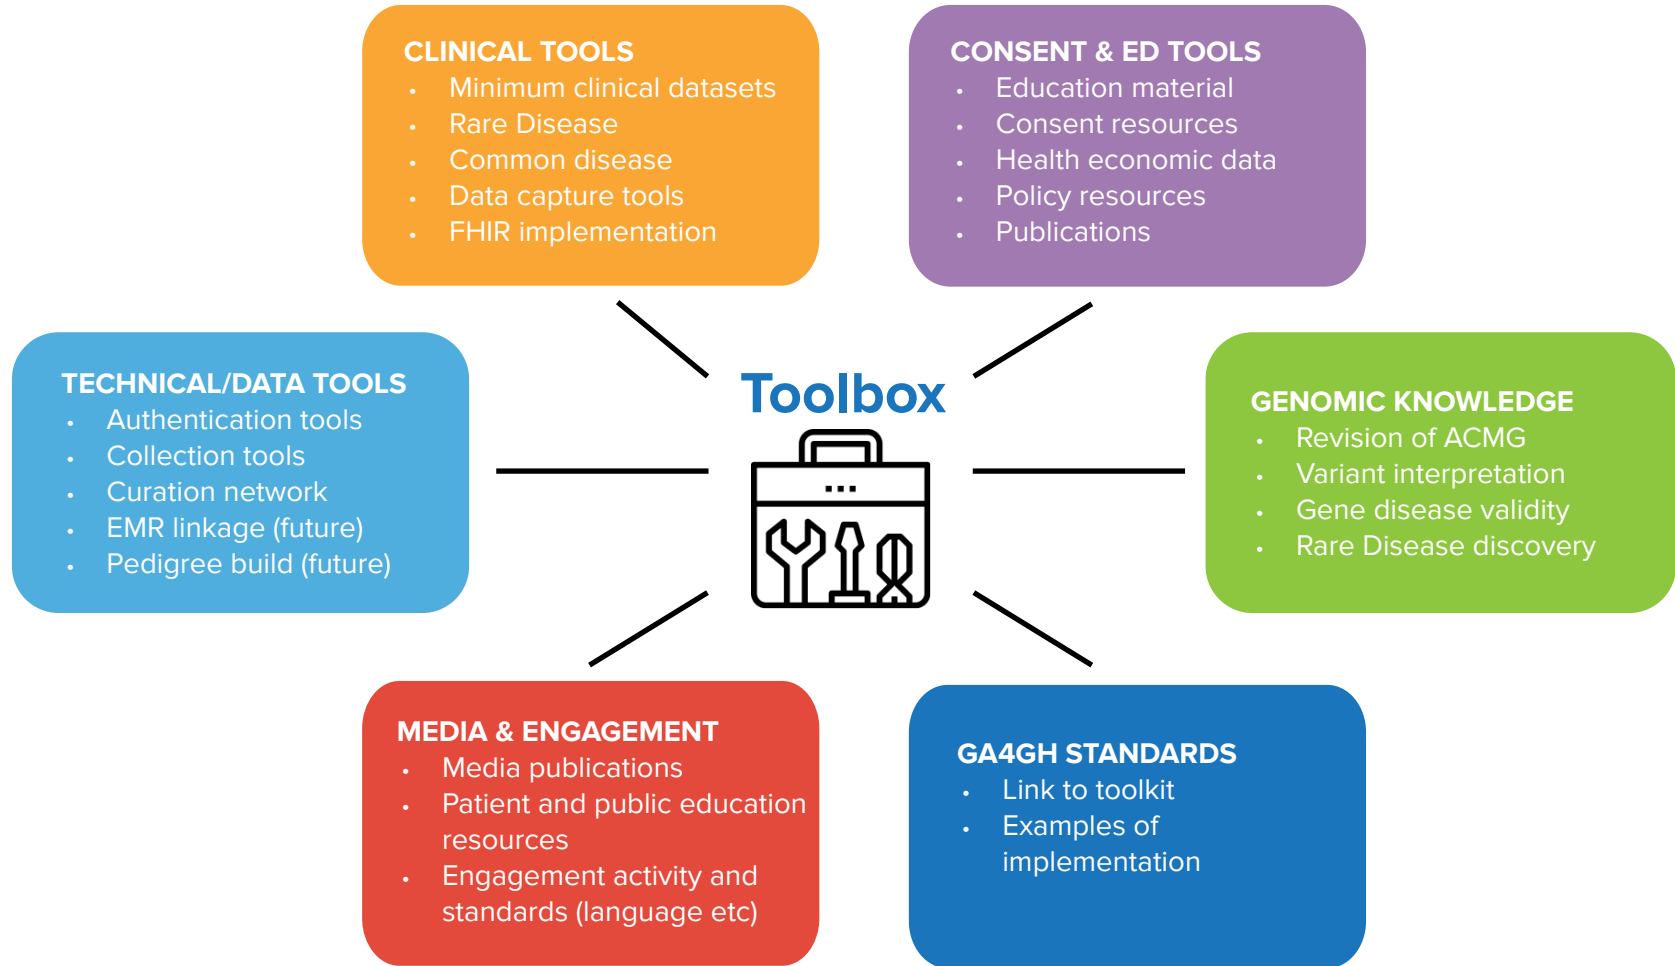 CLINICAL TOOLS
• Minimum clinical datasets
• Rare Disease
• Common disease
• Data capture tools
• FHIR implementation
CONSENT & ED TOOLS
• Education material
• Consent resources
• Health economic data
• Policy resources
• Publications
TECHNICAL/DATA TOOLS
• Authentication tools
• Collection tools
• Curation network
• EMR linkage (future)
• Pedigree build (future)
Toolbox
GENOMIC KNOWLEDGE
• Revision of ACMG
• Variant interpretation
• Gene disease validity
• Rare Disease discovery
MEDIA & ENGAGEMENT
• Media publications
• Patient and public education
resources
• Engagement activity and
standards (language etc)
GA4GH STANDARDS
• Link to toolkit
• Examples of
implementation